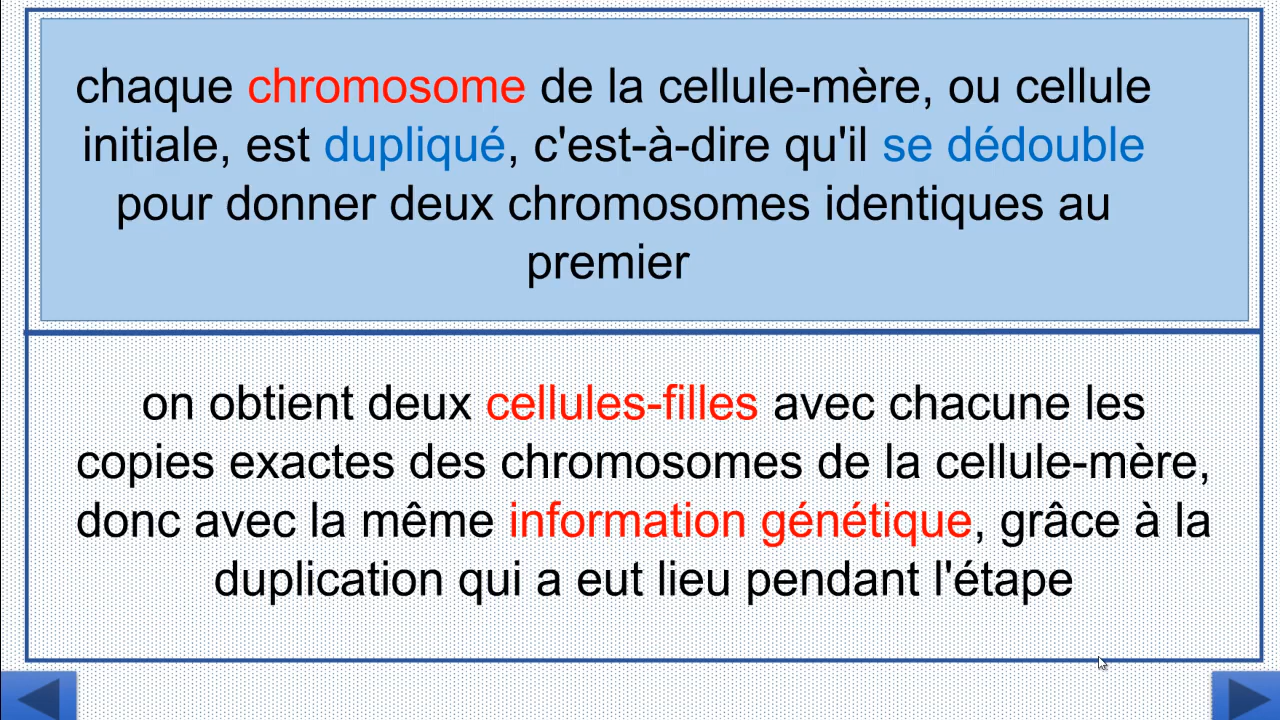 chaque chromosome de la cellule-mère, ou cellule
initiale, est dupliqué, c'est-à-dire qu'il se dédouble
pour donner deux chromosomes identiques au
premier
on obtient deux cellules-filles avec chacune les
copies exactes des chromosomes de la cellule-mère,
donc avec la même information génétique, grâce à la
duplication qui a eut lieu pendant l'étape